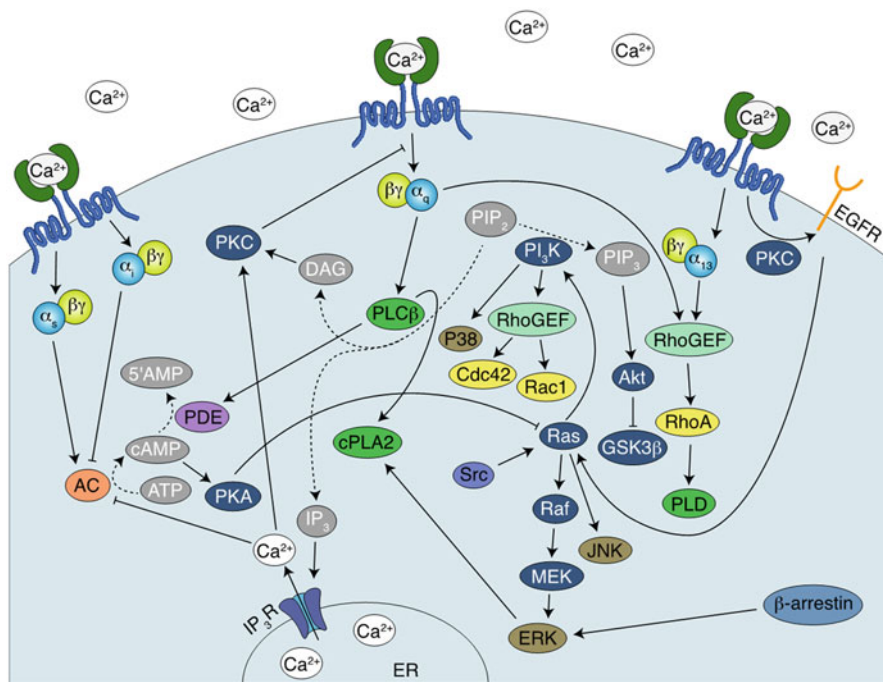 Ca²⁺
Ca²⁺
Ca²⁺
Ca²⁺
Ca²⁺
Ca²⁺
Ca²⁺
Ca²⁺
EGFR
βγ
αq
PIP₂
PKC
DAG
PI₃K
PIP₃
βγ
α₁₃
PKC
βγ
αi
βγ
αs
PLCβ
P38
RhoGEF
RhoGEF
Cdc42
Rac1
Akt
5'AMP
PDE
cAMP
cPLA2
Ras
GSK3β
RhoA
AC
ATP
PKA
Src
PLD
IP₃
Raf
JNK
Ca²⁺
MEK
IP₃R
β-arrestin
ERK
Ca²⁺
Ca²⁺
ER